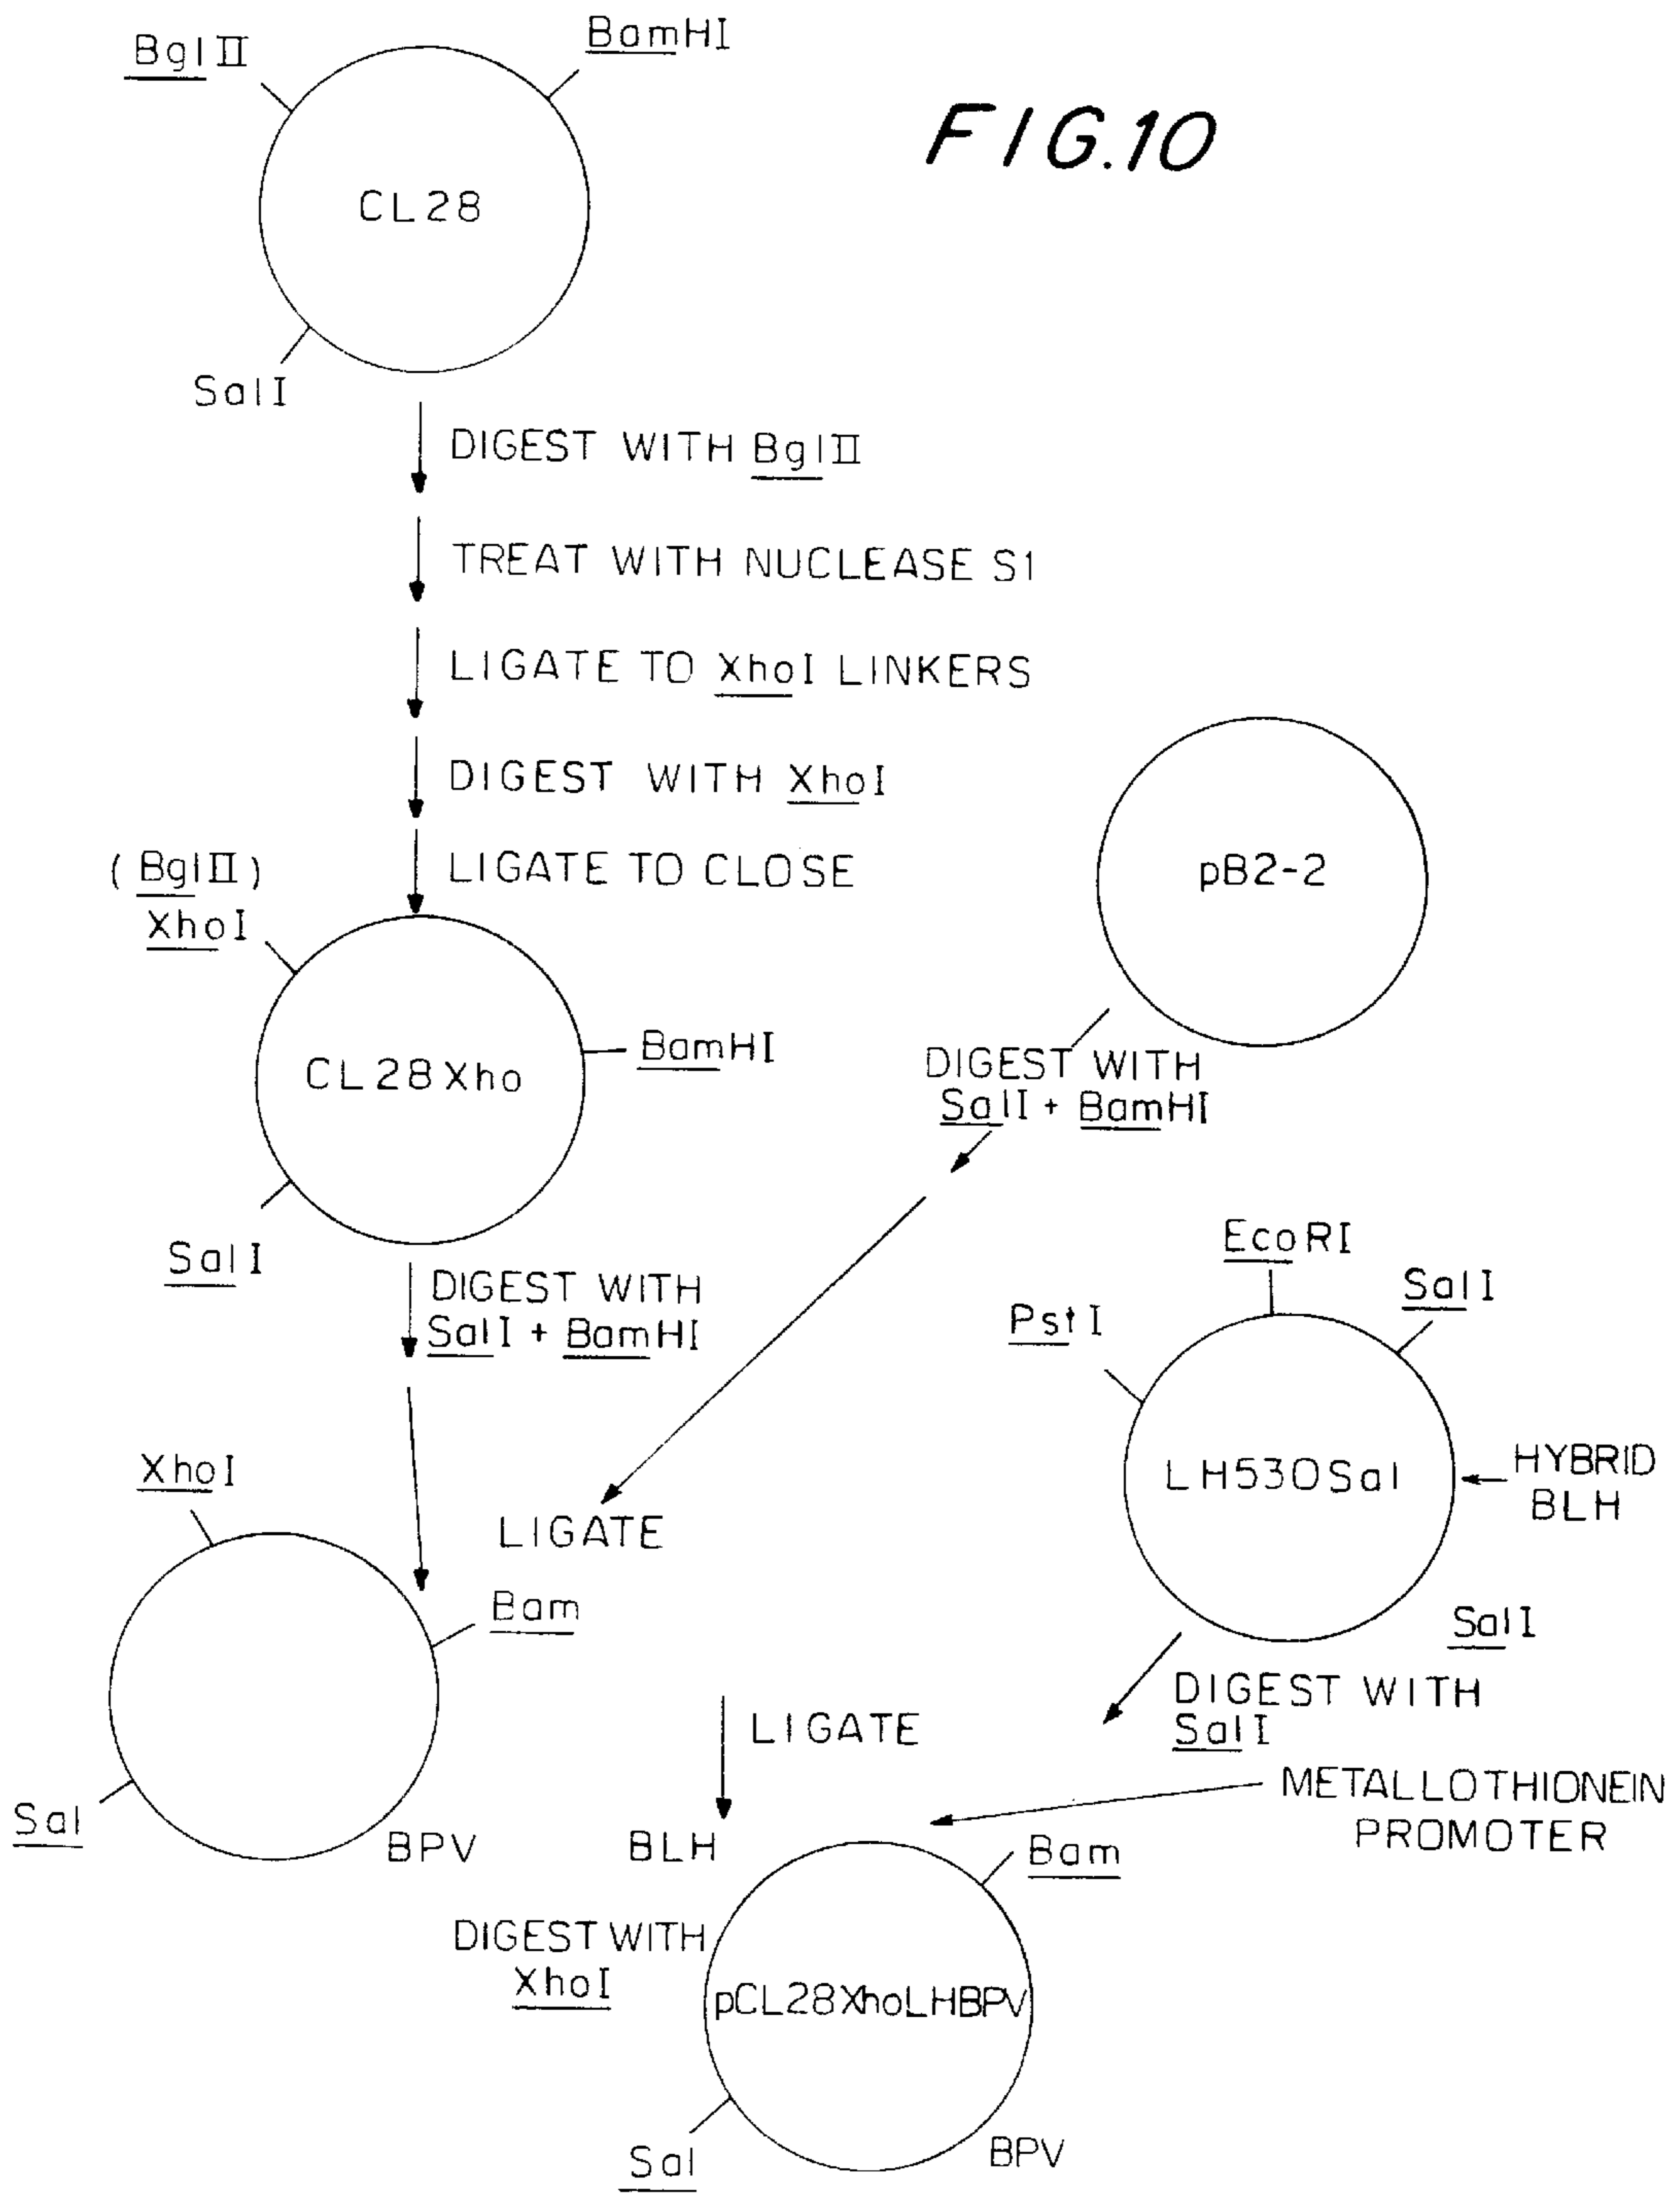 BglII
BamHI
FIG.10
CL28
SalI
DIGEST WITH BglII
TREAT WITH NUCLEASE S1
LIGATE TO XhoI LINKERS
DIGEST WITH XhoI
LIGATE TO CLOSE
(BglII)
XhoI
CL28Xho
BamHI
SalI
pB2-2
DIGEST WITH
SalI + BamHI
DIGEST WITH
SalI + BamHI
EcoRI
SalI
PstI
LH530Sal
HYBRID
BLH
SalI
DIGEST WITH
SalI
LIGATE
XhoI
Bam
Sal
BPV
LIGATE
METALLOTHIONEIN
PROMOTER
BLH
Bam
DIGEST WITH
XhoI
pCL28XhoLHBPV
Sal
BPV